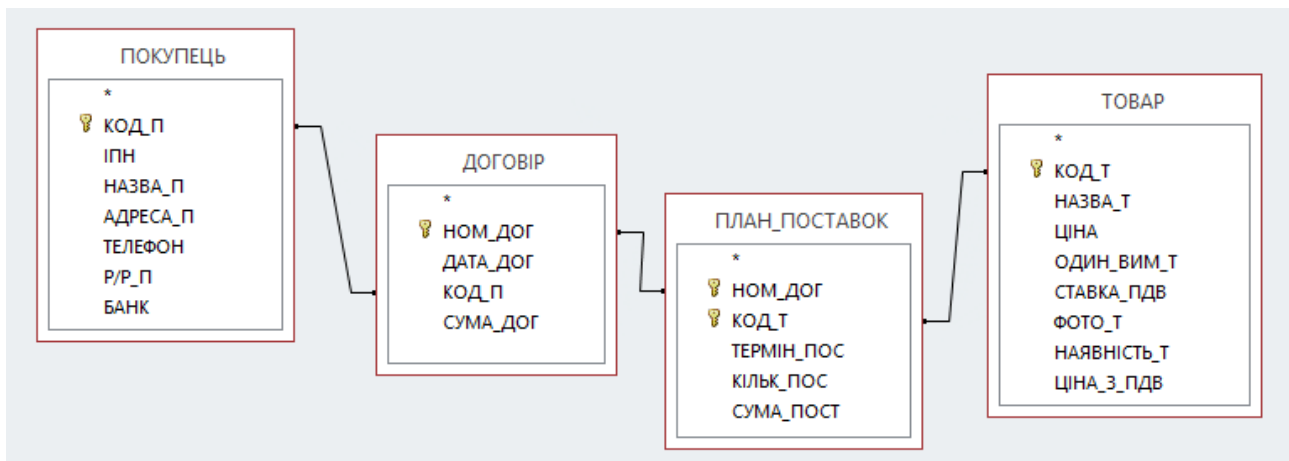 ПОКУПЕЦЬ
*
КОД_П
ІПН
НАЗВА_П
АДРЕСА_П
ТЕЛЕФОН
Р/Р_П
БАНК
ДОГОВІР
*
НОМ_ДОГ
ДАТА_ДОГ
КОД_П
СУМА_ДОГ
ПЛАН_ПОСТАВОК
*
НОМ_ДОГ
КОД_Т
ТЕРМІН_ПОС
КІЛЬК_ПОС
СУМА_ПОСТ
ТОВАР
*
КОД_Т
НАЗВА_Т
ЦІНА
ОДИН_ВИМ_Т
СТАВКА_ПДВ
ФОТО_Т
НАЯВНІСТЬ_Т
ЦІНА_З_ПДВ